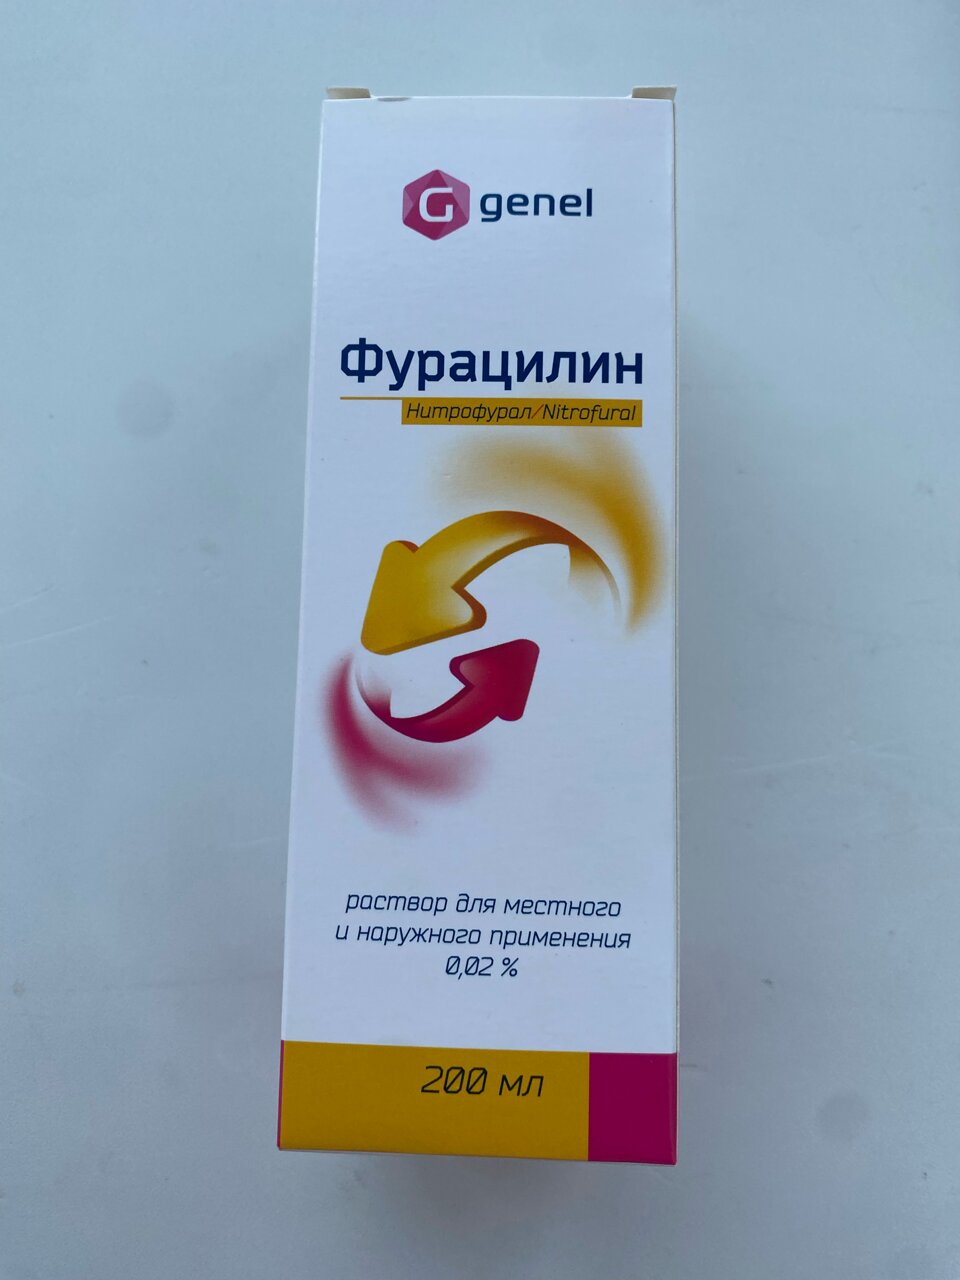 G genel
Фурацилин
Нитрофурал/Nitrofural
раствор для местного
и наружного применения
0,02 %
200 мл